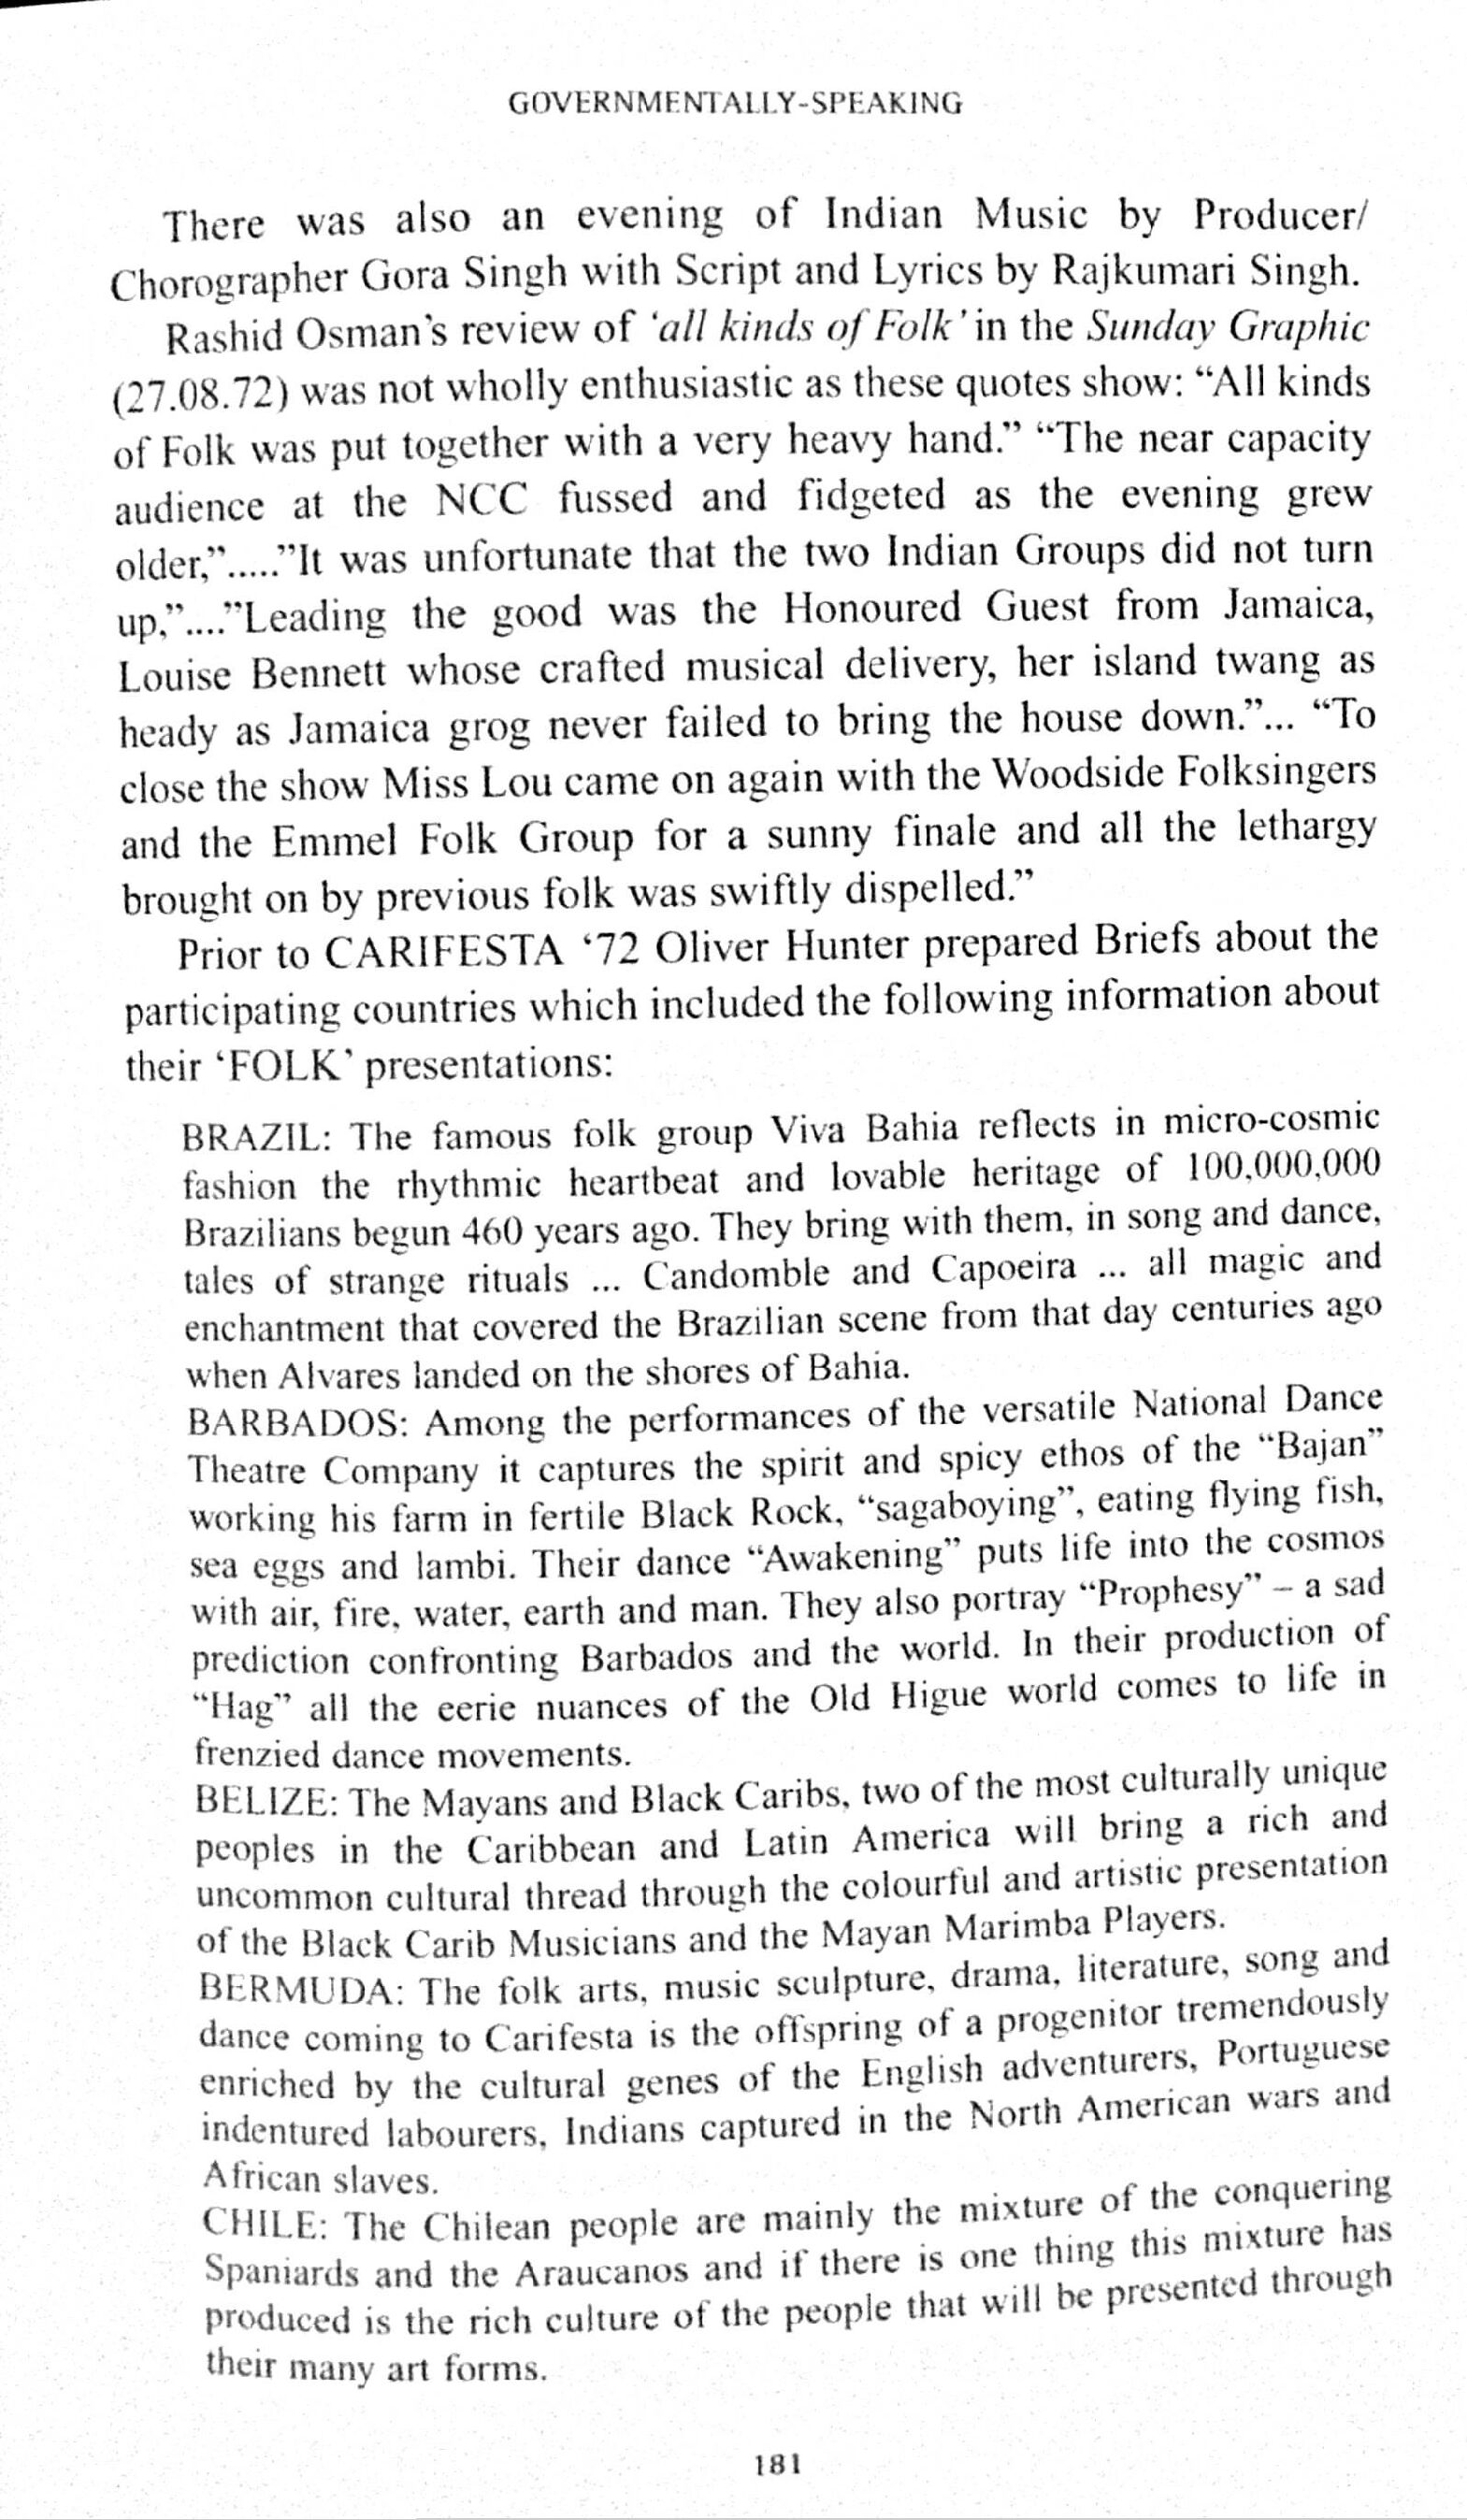 GOVERNMENTALLY-SPEAKING
There was also an evening of Indian Music by Producer/
Chorographer Gora Singh with Script and Lyrics by Rajkumari Singh.
Rashid Osman's review of ‘all kinds of Folk’ in the Sunday Graphic
(27.08.72) was not wholly enthusiastic as these quotes show: “All kinds
of Folk was put together with a very heavy hand.” “The near capacity
audience at the NCC fussed and fidgeted as the evening grew
older,”.....”It was unfortunate that the two Indian Groups did not turn
up,”....”Leading the good was the Honoured Guest from Jamaica,
Louise Bennett whose crafted musical delivery, her island twang as
heady as Jamaica grog never failed to bring the house down.”... “To
close the show Miss Lou came on again with the Woodside Folksingers
and the Emmel Folk Group for a sunny finale and all the lethargy
brought on by previous folk was swiftly dispelled.”
Prior to CARIFESTA ‘72 Oliver Hunter prepared Briefs about the
participating countries which included the following information about
their ‘FOLK’ presentations:
BRAZIL: The famous folk group Viva Bahia reflects in micro-cosmic
fashion the rhythmic heartbeat and lovable heritage of 100,000,000
Brazilians begun 460 years ago. They bring with them, in song and dance,
tales of strange rituals ... Candomble and Capoeira ... all magic and
enchantment that covered the Brazilian scene from that day centuries ago
when Alvares landed on the shores of Bahia.
BARBADOS: Among the performances of the versatile National Dance
Theatre Company it captures the spirit and spicy ethos of the “Bajan”
working his farm in fertile Black Rock, “sagaboying”, eating flying fish,
sea eggs and lambi. Their dance “Awakening” puts life into the cosmos
with air, fire, water, earth and man. They also portray “Prophesy” – a sad
prediction confronting Barbados and the world. In their production of
“Hag” all the eerie nuances of the Old Higue world comes to life in
frenzied dance movements.
BELIZE: The Mayans and Black Caribs, two of the most culturally unique
peoples in the Caribbean and Latin America will bring a rich and
uncommon cultural thread through the colourful and artistic presentation
of the Black Carib Musicians and the Mayan Marimba Players.
BERMUDA: The folk arts, music sculpture, drama, literature, song and
dance coming to Carifesta is the offspring of a progenitor tremendously
enriched by the cultural genes of the English adventurers, Portuguese
indentured labourers, Indians captured in the North American wars and
African slaves.
CHILE: The Chilean people are mainly the mixture of the conquering
Spaniards and the Araucanos and if there is one thing this mixture has
produced is the rich culture of the people that will be presented through
their many art forms.
181